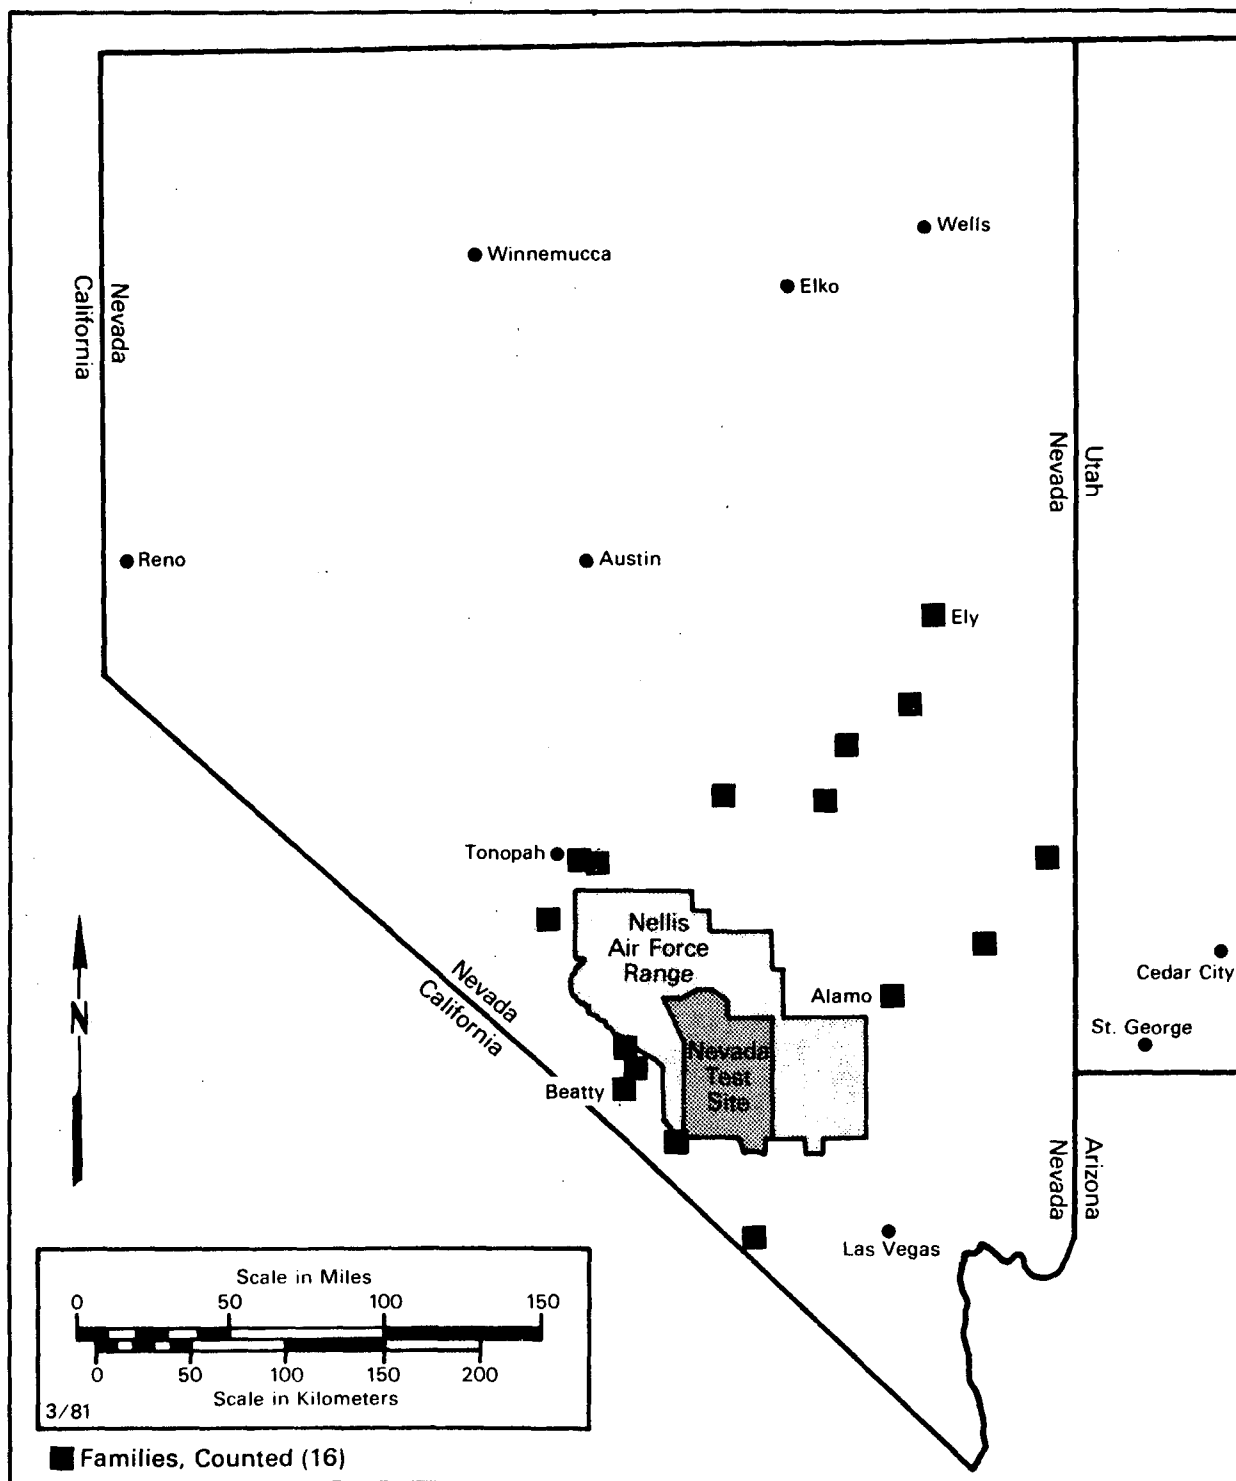 Wells
Winnemucca
Elko
Nevada
California
Utah
Nevada
Reno
Austin
Ely
Tonopah
Nellis
Air Force
Range
Nevada
California
N
Alamo
Cedar City
St. George
Nevada
Test
Site
Beatty
Arizona
Nevada
Las Vegas
Scale in Miles
0 50 100 150
0 50 100 150 200
Scale in Kilometers
3/81
Families, Counted (16)